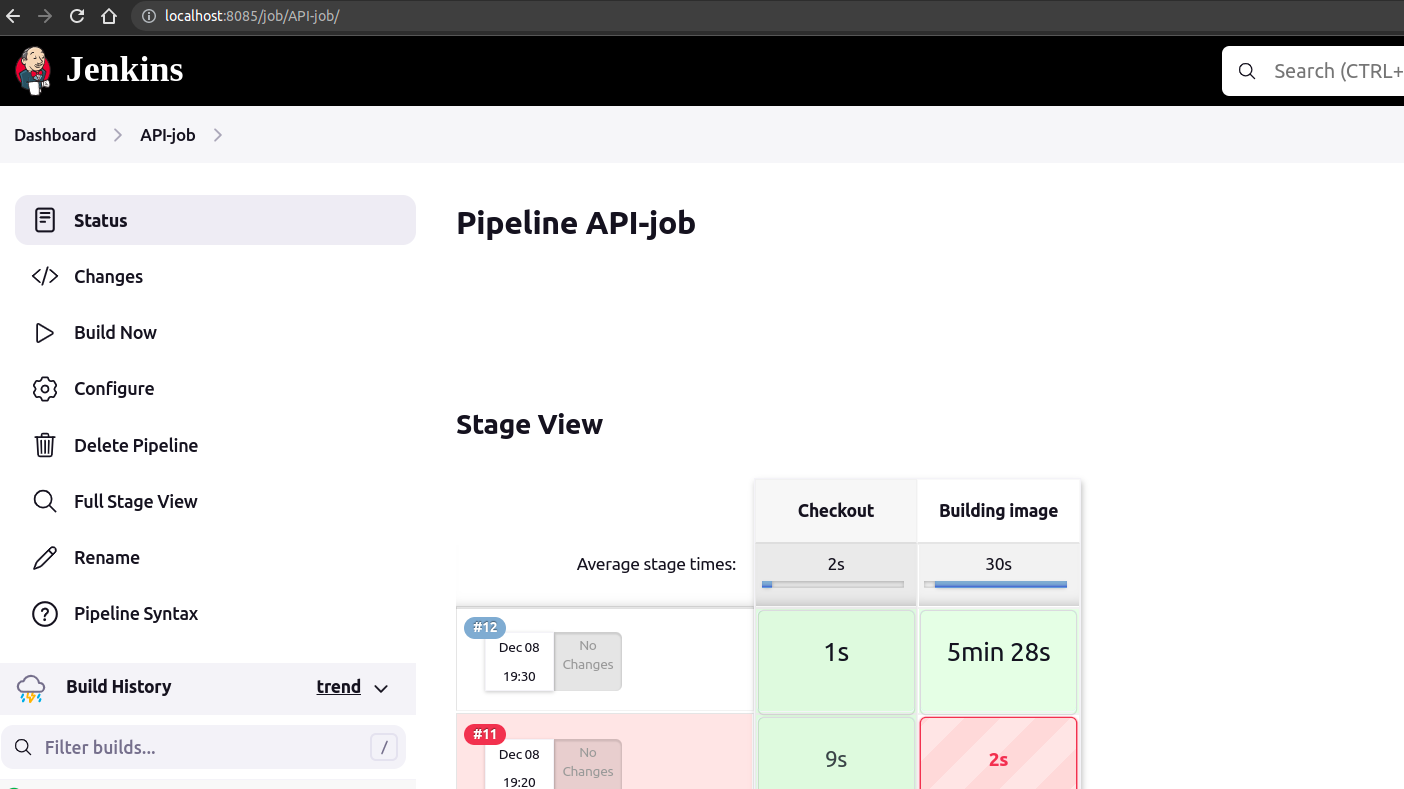 localhost:8085/job/API-job/
Jenkins
Search (CTRL+
Dashboard
API-job
Status
Changes
Build Now
Configure
Delete Pipeline
Full Stage View
Rename
Pipeline Syntax
Build History
trend
Filter builds...
/
Pipeline API-job
Stage View
Checkout
Building image
Average stage times:
2s
30s
#12
Dec 08
19:30
No
Changes
1s
5min 28s
#11
Dec 08
19:20
No
Changes
9s
2s